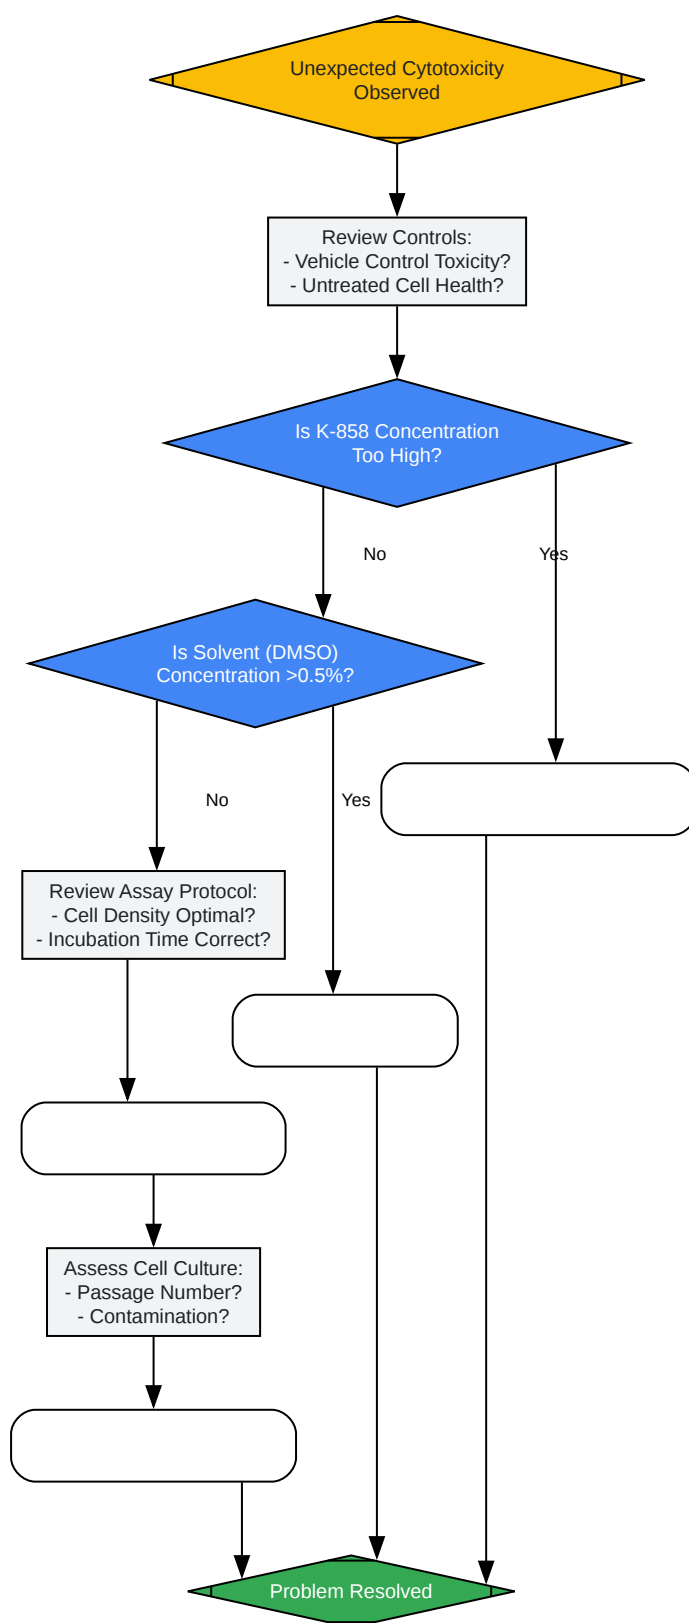 Unexpected Cytotoxicity
Observed
Review Controls:
- Vehicle Control Toxicity?
- Untreated Cell Health?
Is K-858 Concentration
Too High?
No
Yes
Is Solvent (DMSO)
Concentration >0.5%?
No
Yes
Review Assay Protocol:
- Cell Density Optimal?
- Incubation Time Correct?
Assess Cell Culture:
- Passage Number?
- Contamination?
Problem Resolved